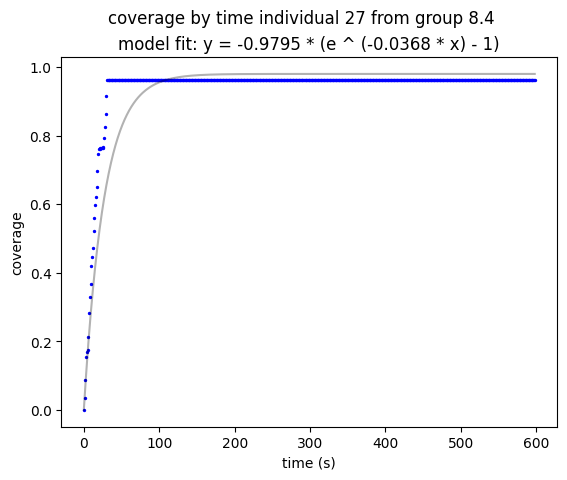 coverage by time individual 27 from group 8.4
model fit: y = -0.9795 * (e ^ (-0.0368 * x) - 1)
1.0
0.8
0.6
0.4
0.2
0.0
coverage
0 100 200 300 400 500 600
time (s)